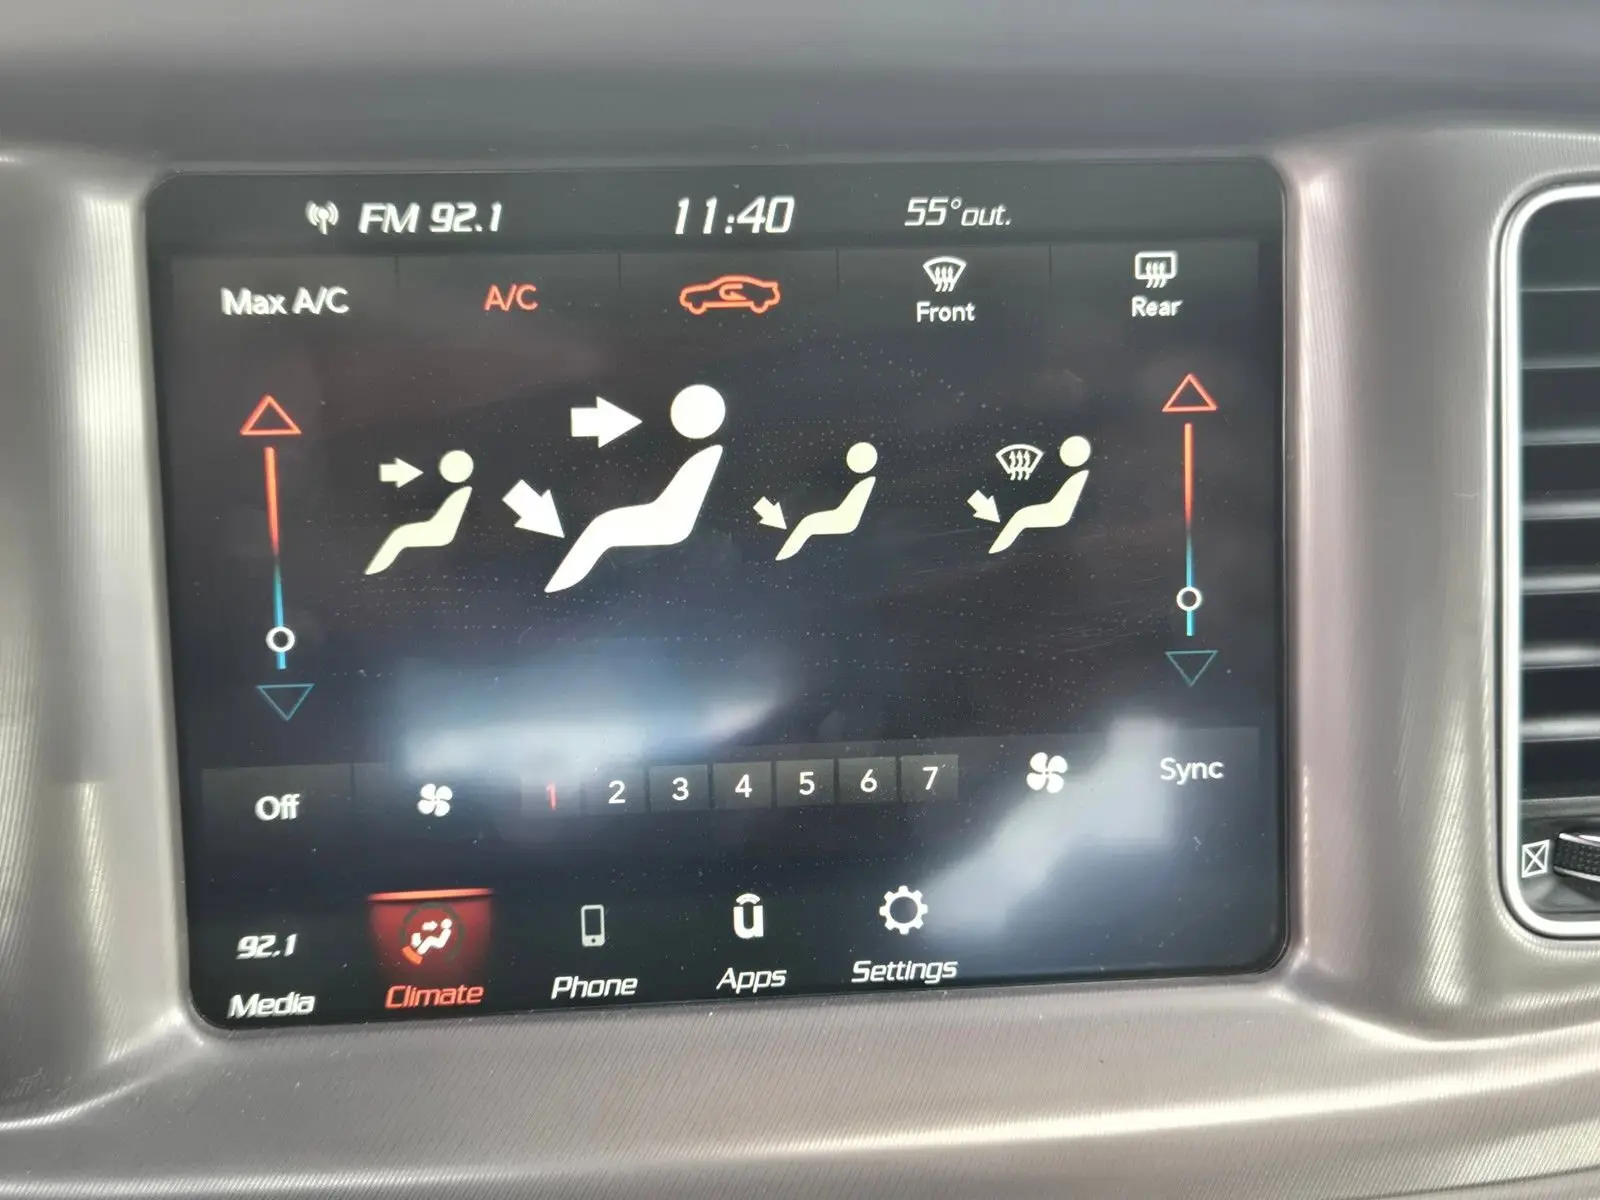 FM 92.1 11:40 55° out.
Max A/C A/C Front Rear
Off 1 2 3 4 5 6 7 Sync
92.1
Media Climate Phone Apps Settings